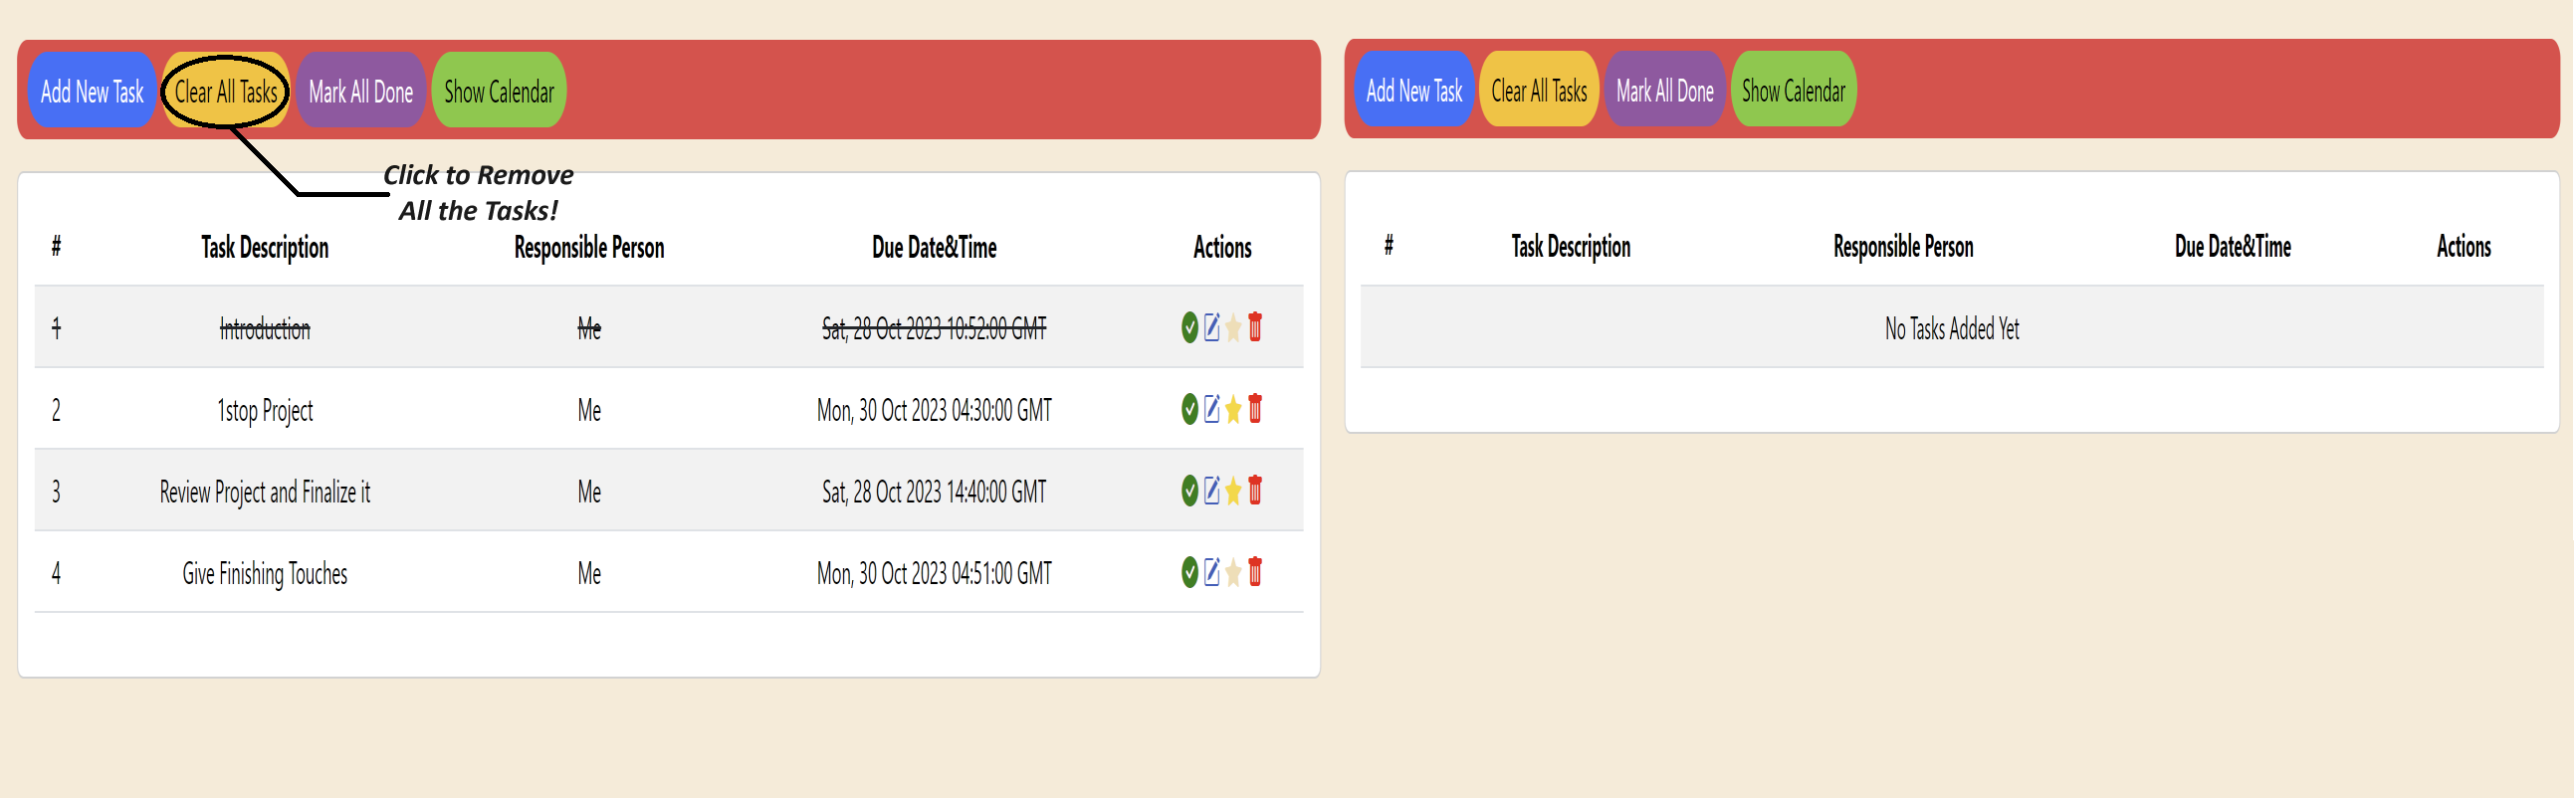 Add New Task Clear All Tasks Mark All Done Show Calendar
Click to Remove
All the Tasks!
# Task Description Responsible Person Due Date&Time Actions
1 Introduction Me Sat, 28 Oct 2023 10:52:00 GMT
2 1stop Project Me Mon, 30 Oct 2023 04:30:00 GMT
3 Review Project and Finalize it Me Sat, 28 Oct 2023 14:40:00 GMT
4 Give Finishing Touches Me Mon, 30 Oct 2023 04:51:00 GMT
Add New Task Clear All Tasks Mark All Done Show Calendar
# Task Description Responsible Person Due Date&Time Actions
No Tasks Added Yet